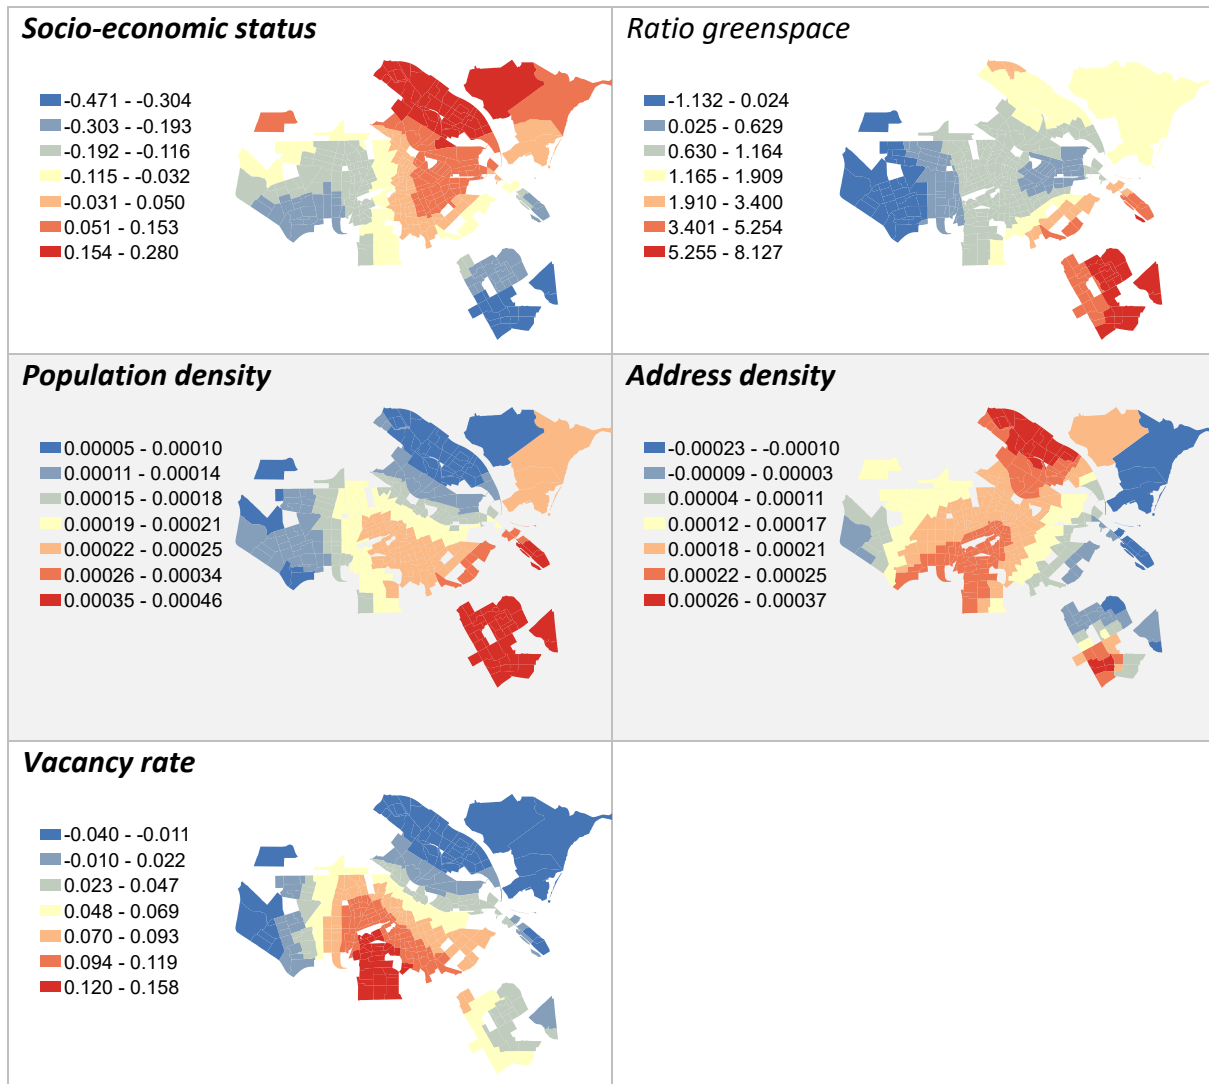 Socio-economic status
-0.471 - -0.304
-0.303 - -0.193
-0.192 - -0.116
-0.115 - -0.032
-0.031 - 0.050
0.051 - 0.153
0.154 - 0.280
Ratio greenspace
-1.132 - 0.024
0.025 - 0.629
0.630 - 1.164
1.165 - 1.909
1.910 - 3.400
3.401 - 5.254
5.255 - 8.127
Population density
0.00005 - 0.00010
0.00011 - 0.00014
0.00015 - 0.00018
0.00019 - 0.00021
0.00022 - 0.00025
0.00026 - 0.00034
0.00035 - 0.00046
Address density
-0.00023 - -0.00010
-0.00009 - 0.00003
0.00004 - 0.00011
0.00012 - 0.00017
0.00018 - 0.00021
0.00022 - 0.00025
0.00026 - 0.00037
Vacancy rate
-0.040 - -0.011
-0.010 - 0.022
0.023 - 0.047
0.048 - 0.069
0.070 - 0.093
0.094 - 0.119
0.120 - 0.158